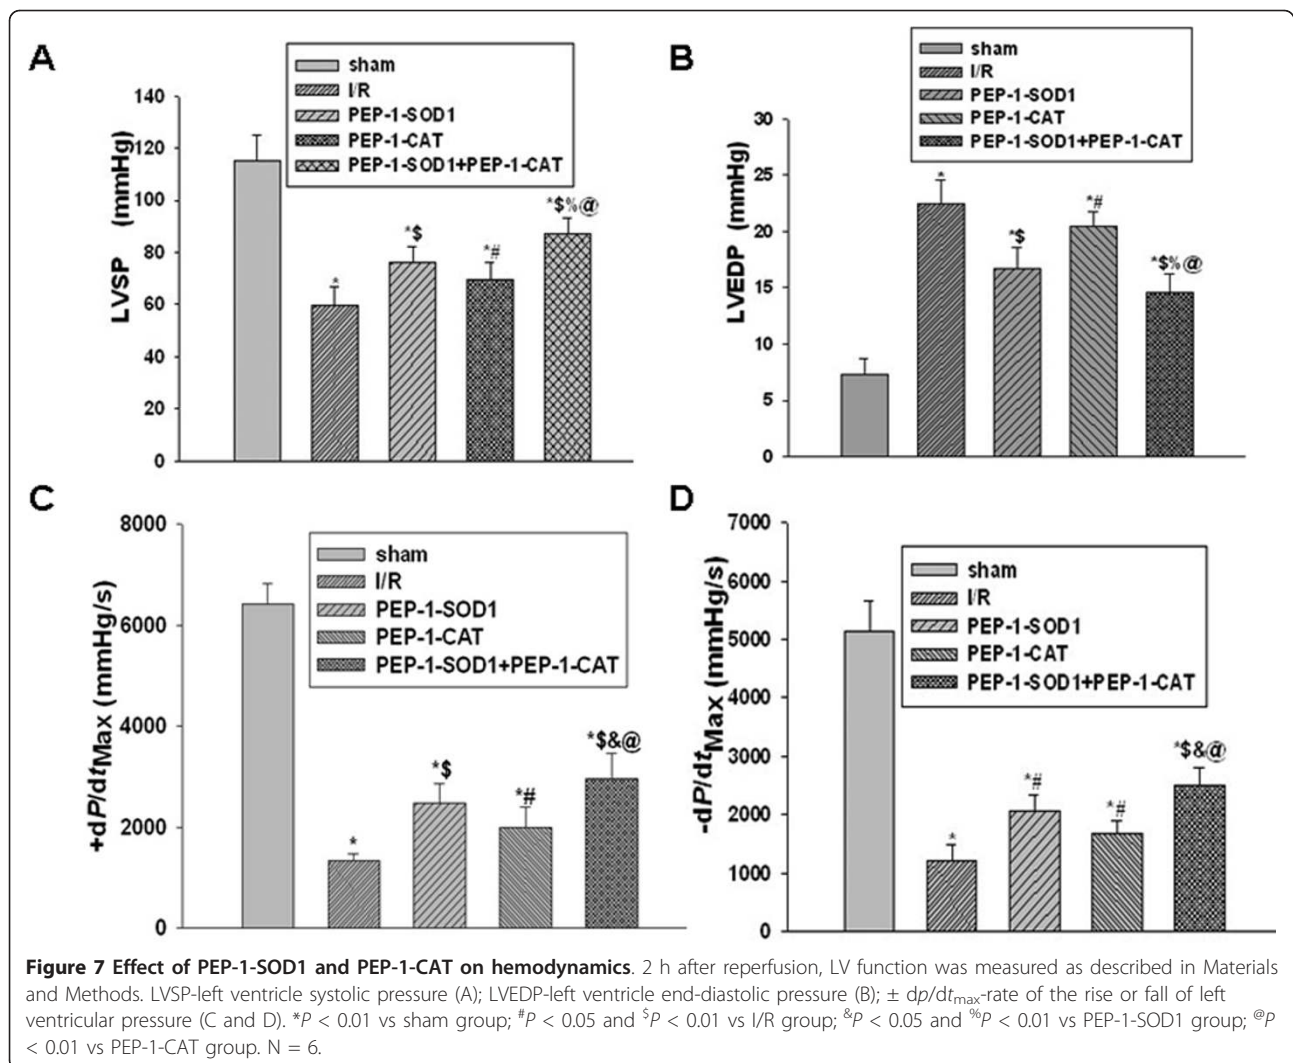 A
sham
I/R
PEP-1-SOD1
PEP-1-CAT
PEP-1-SOD1+PEP-1-CAT
LVSP (mmHg)
140
120
100
80
60
40
20
0
*
*$
*#
*$%@
B
sham
I/R
PEP-1-SOD1
PEP-1-CAT
PEP-1-SOD1+PEP-1-CAT
LVEDP (mmHg)
30
25
20
15
10
5
0
*
*$
*#
*$%@
C
sham
I/R
PEP-1-SOD1
PEP-1-CAT
PEP-1-SOD1+PEP-1-CAT
+dP/dtMax (mmHg/s)
8000
6000
4000
2000
0
*
*$
*#
*$&@
D
sham
I/R
PEP-1-SOD1
PEP-1-CAT
PEP-1-SOD1+PEP-1-CAT
-dP/dtMax (mmHg/s)
7000
6000
5000
4000
3000
2000
1000
0
*
*#
*#
*$&@
Figure 7 Effect of PEP-1-SOD1 and PEP-1-CAT on hemodynamics. 2 h after reperfusion, LV function was measured as described in Materials
and Methods. LVSP-left ventricle systolic pressure (A); LVEDP-left ventricle end-diastolic pressure (B); ± dp/dtmax-rate of the rise or fall of left
ventricular pressure (C and D). *P < 0.01 vs sham group; #P < 0.05 and $P < 0.01 vs I/R group; &P < 0.05 and %P < 0.01 vs PEP-1-SOD1 group; @P
< 0.01 vs PEP-1-CAT group. N = 6.